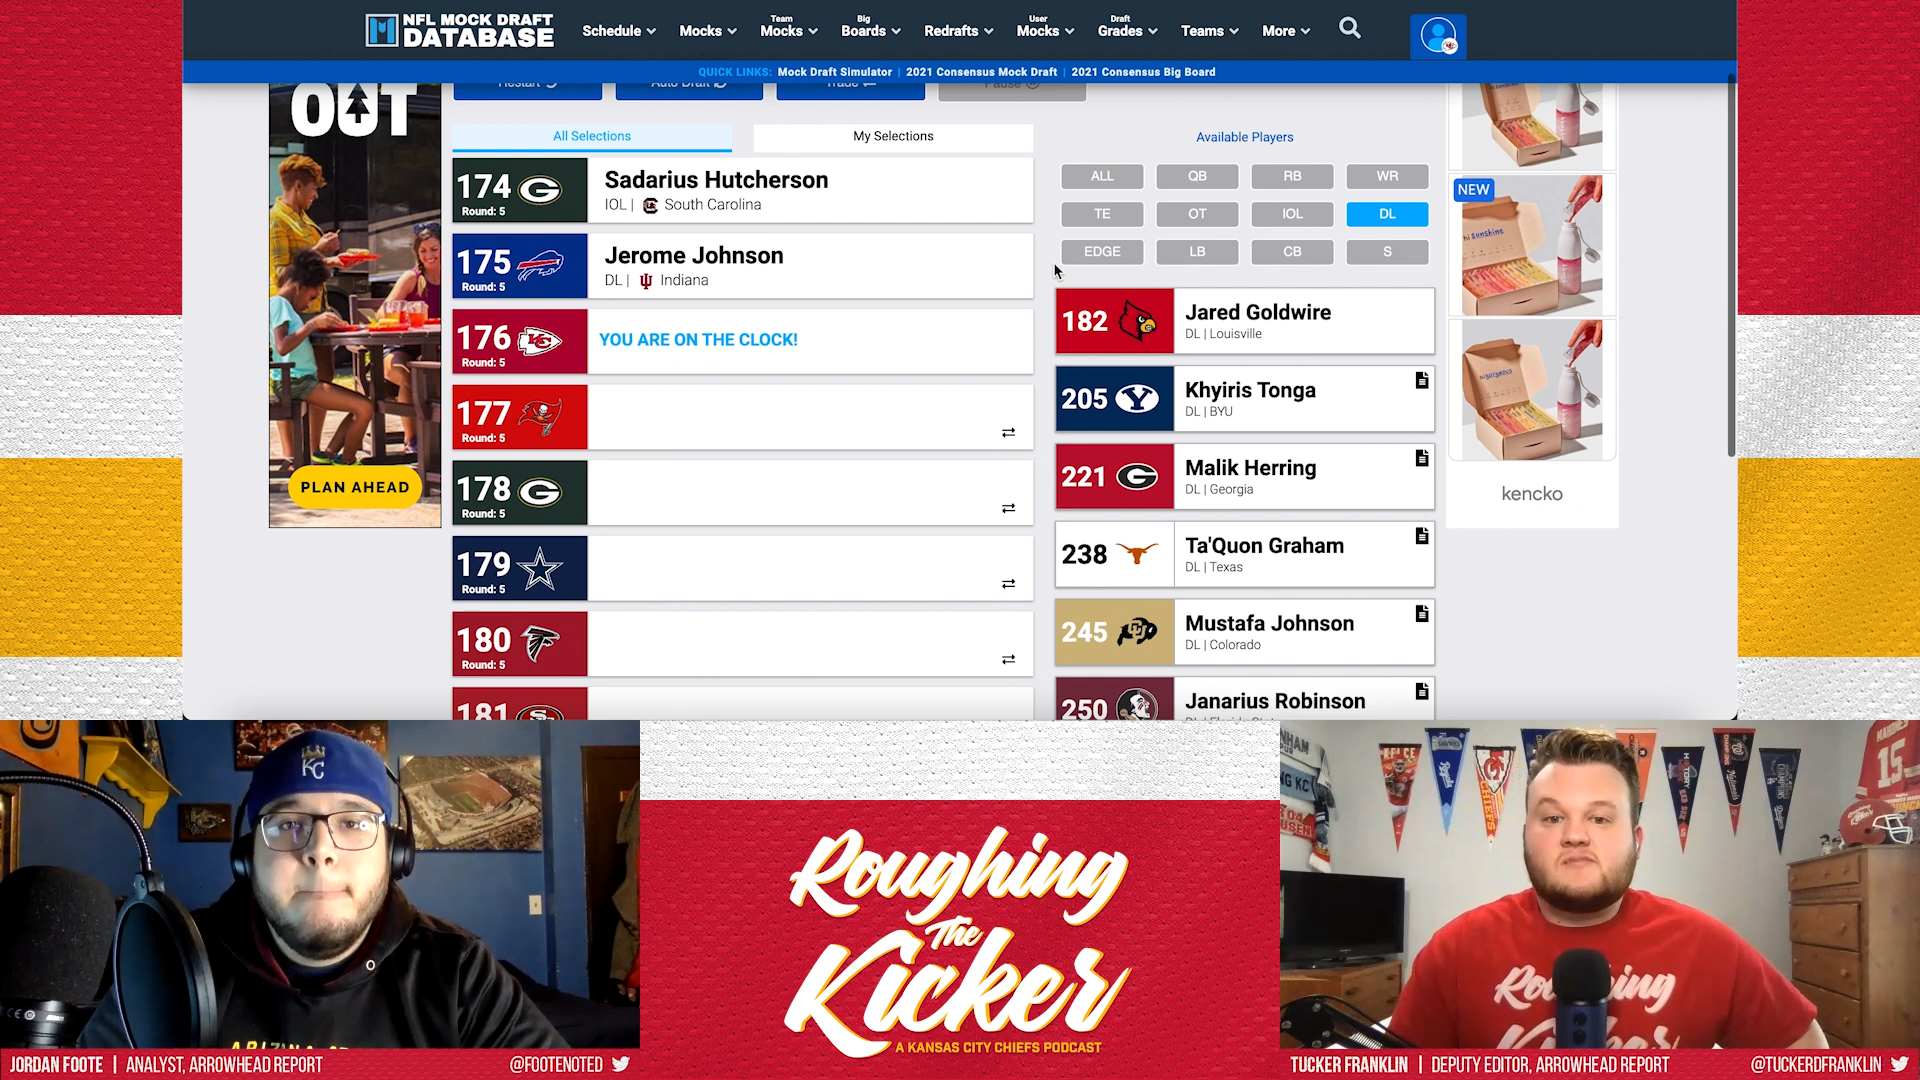 NFL MOCK DRAFT
DATABASE
Schedule
Mocks
Team
Mocks
Big
Boards
Redrafts
User
Mocks
Draft
Grades
Teams
More
QUICK LINKS: Mock Draft Simulator | 2021 Consensus Mock Draft | 2021 Consensus Big Board
OUT
PLAN AHEAD
Restart
Auto Draft
Trade
Pause
All Selections
My Selections
174
Round: 5
Sadarius Hutcherson
IOL | South Carolina
175
Round: 5
Jerome Johnson
DL | Indiana
176
Round: 5
YOU ARE ON THE CLOCK!
177
Round: 5
178
Round: 5
179
Round: 5
180
Round: 5
181
Available Players
ALL
QB
RB
WR
TE
OT
IOL
DL
EDGE
LB
CB
S
182
Jared Goldwire
DL | Louisville
205
Khyiris Tonga
DL | BYU
221
Malik Herring
DL | Georgia
238
Ta'Quon Graham
DL | Texas
245
Mustafa Johnson
DL | Colorado
250
Janarius Robinson
NEW
kencko
KC
Roughing
The
Kicker
A KANSAS CITY CHIEFS PODCAST
15
JORDAN FOOTE | ANALYST, ARROWHEAD REPORT
@FOOTENOTED
TUCKER FRANKLIN | DEPUTY EDITOR, ARROWHEAD REPORT
@TUCKERDFRANKLIN